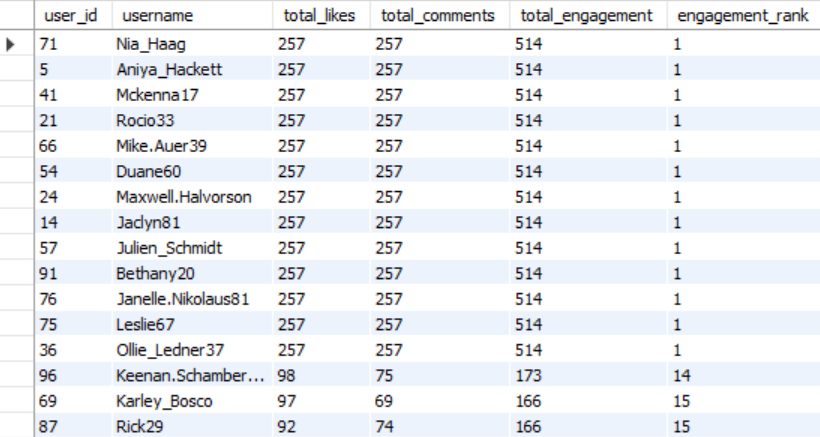 user_id username total_likes total_comments total_engagement engagement_rank
71 Nia_Haag 257 257 514 1
5 Aniya_Hackett 257 257 514 1
41 Mckenna17 257 257 514 1
21 Rocio33 257 257 514 1
66 Mike.Auer39 257 257 514 1
54 Duane60 257 257 514 1
24 Maxwell.Halvorson 257 257 514 1
14 Jaclyn81 257 257 514 1
57 Julien_Schmidt 257 257 514 1
91 Bethany20 257 257 514 1
76 Janelle.Nikolaus81 257 257 514 1
75 Leslie67 257 257 514 1
36 Ollie_Ledner37 257 257 514 1
96 Keenan.Schamber... 98 75 173 14
69 Karley_Bosco 97 69 166 15
87 Rick29 92 74 166 15